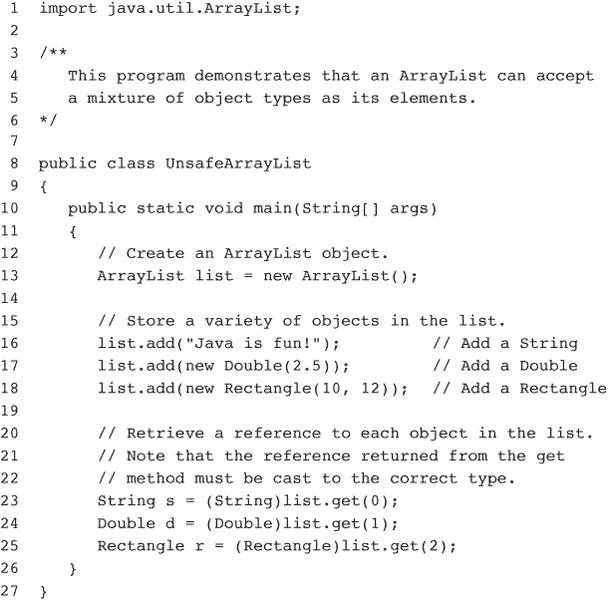 1 import java.util.ArrayList;
2
3 /**
4    This program demonstrates that an ArrayList can accept
5    a mixture of object types as its elements.
6 */
7
8 public class UnsafeArrayList
9 {
10    public static void main(String[] args)
11    {
12       // Create an ArrayList object.
13       ArrayList list = new ArrayList();
14
15       // Store a variety of objects in the list.
16       list.add("Java is fun!");          // Add a String
17       list.add(new Double(2.5));         // Add a Double
18       list.add(new Rectangle(10, 12));   // Add a Rectangle
19
20       // Retrieve a reference to each object in the list.
21       // Note that the reference returned from the get
22       // method must be cast to the correct type.
23       String s = (String)list.get(0);
24       Double d = (Double)list.get(1);
25       Rectangle r = (Rectangle)list.get(2);
26    }
27 }